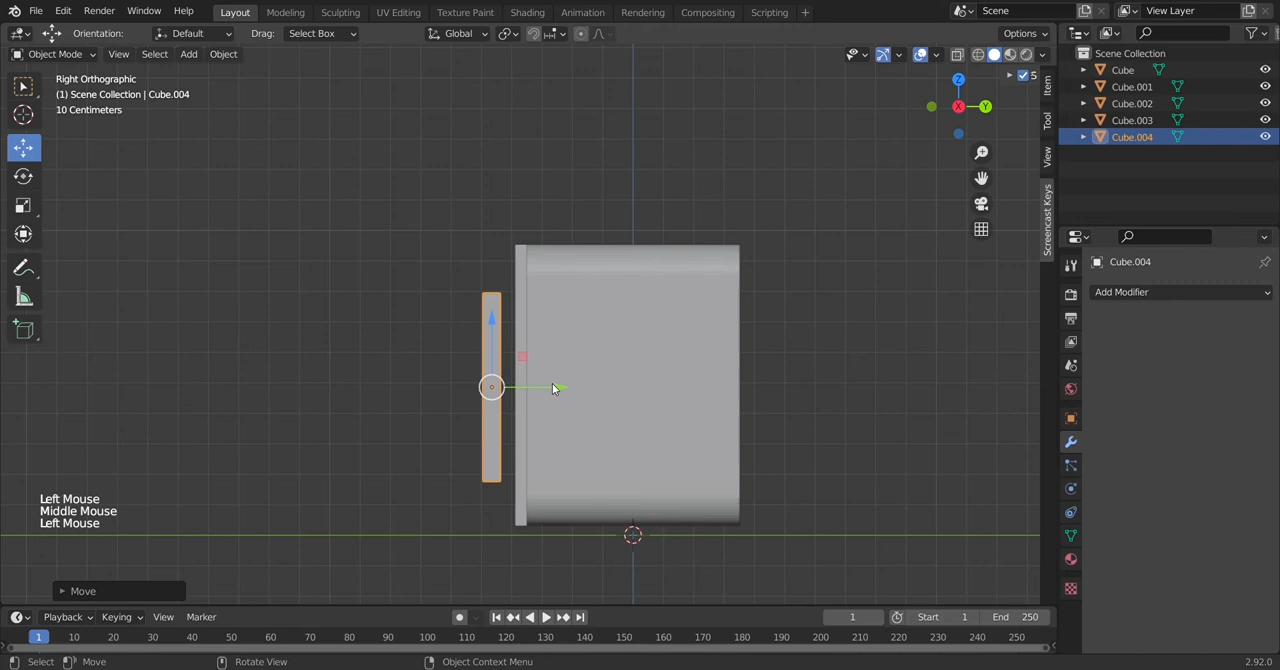 File Edit Render Window Help Layout Modeling Sculpting UV Editing Texture Paint Shading Animation Rendering Compositing Scripting + Scene View Layer
Orientation: Default Drag: Select Box Global Options
Object Mode View Select Add Object
Right Orthographic
(1) Scene Collection | Cube.004
10 Centimeters
Z
X
Y
5
Item
Tool
View
Screencast Keys
Scene Collection
Cube
Cube.001
Cube.002
Cube.003
Cube.004
Cube.004
Add Modifier
Left Mouse
Middle Mouse
Left Mouse
Move
Playback Keying View Marker 1 Start 1 End 250
1 10 20 30 40 50 60 70 80 90 100 110 120 130 140 150 160 170 180 190 200 210 220 230 240 250
Select Move Rotate View Object Context Menu 2.92.0